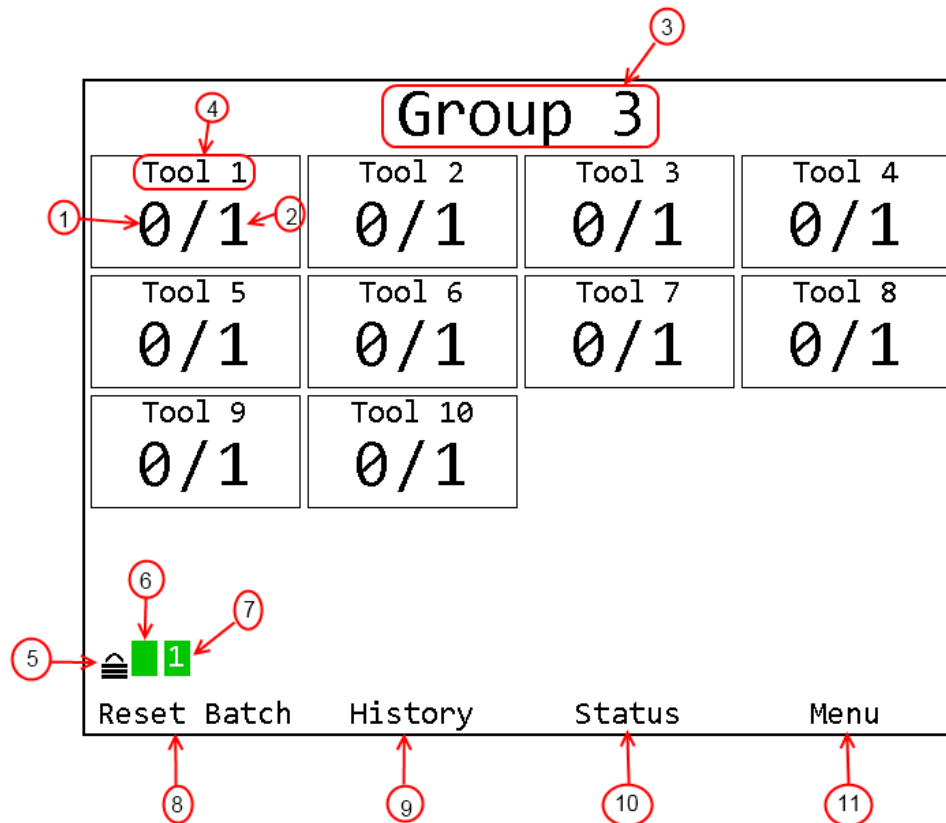 3
Group 3
4
Tool 1 Tool 2 Tool 3 Tool 4
1 0/1 2 0/1 0/1 0/1
Tool 5 Tool 6 Tool 7 Tool 8
0/1 0/1 0/1 0/1
Tool 9 Tool 10
0/1 0/1
6 7
5 1
Reset Batch History Status Menu
8 9 10 11